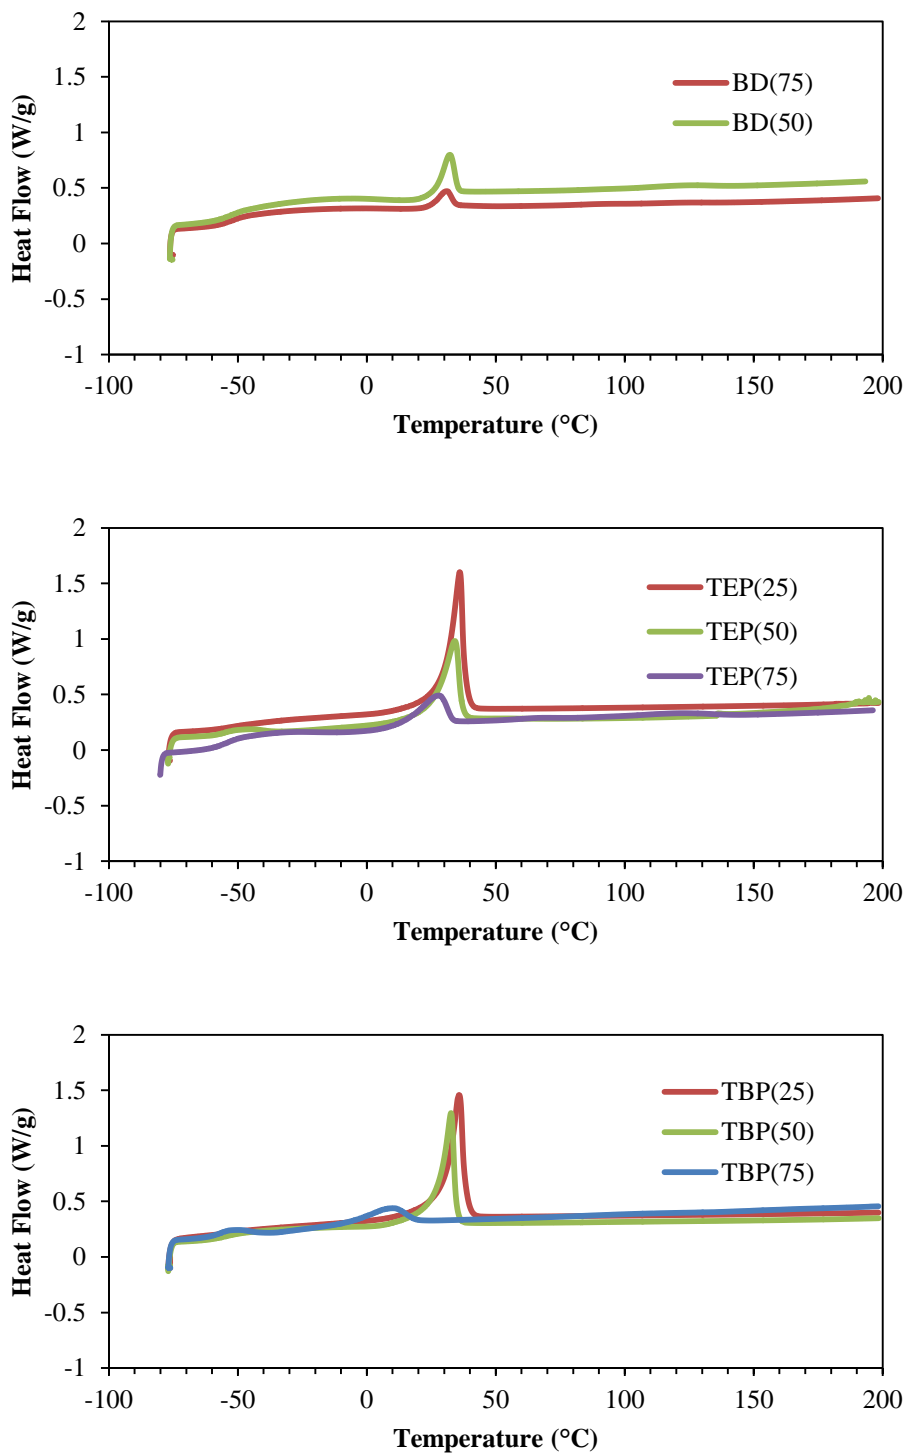 2
1.5
1
0.5
0
-0.5
-1
Heat Flow (W/g)
BD(75)
BD(50)
-100 -50 0 50 100 150 200
Temperature (°C)
2
1.5
1
0.5
0
-0.5
-1
Heat Flow (W/g)
TEP(25)
TEP(50)
TEP(75)
-100 -50 0 50 100 150 200
Temperature (°C)
2
1.5
1
0.5
0
-0.5
-1
Heat Flow (W/g)
TBP(25)
TBP(50)
TBP(75)
-100 -50 0 50 100 150 200
Temperature (°C)